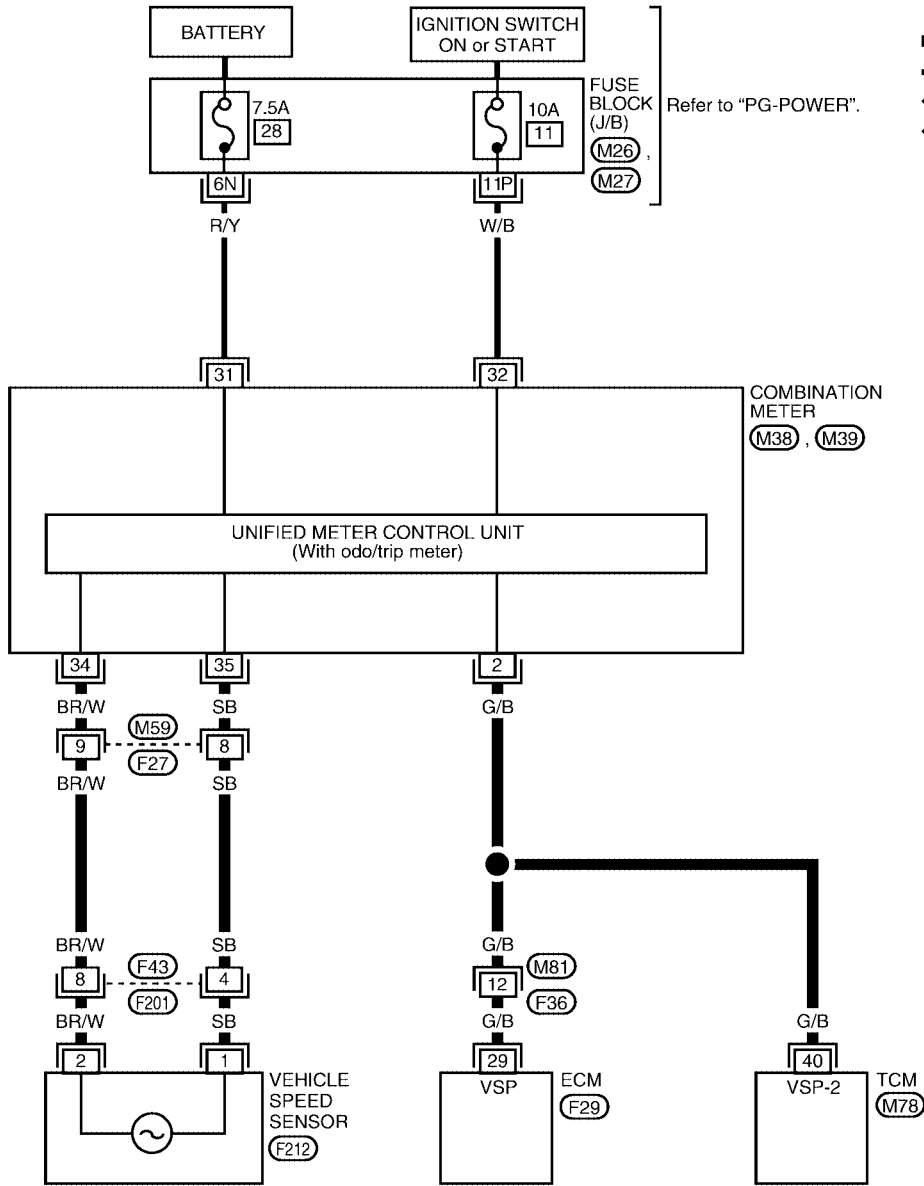 BATTERY
IGNITION SWITCH
ON or START
7.5A
28
10A
11
FUSE
BLOCK
(J/B)
M26 ,
M27
Refer to "PG-POWER".
6N
11P
R/Y
W/B
31
32
COMBINATION
METER
M38 , M39
UNIFIED METER CONTROL UNIT
(With odo/trip meter)
34
35
2
BR/W
SB
G/B
9
M59
F27
8
BR/W
SB
BR/W
SB
G/B
8
F43
F201
4
12
M81
F36
BR/W
SB
G/B
G/B
2
1
29
40
VEHICLE
SPEED
SENSOR
F212
VSP
ECM
F29
VSP-2
TCM
M78